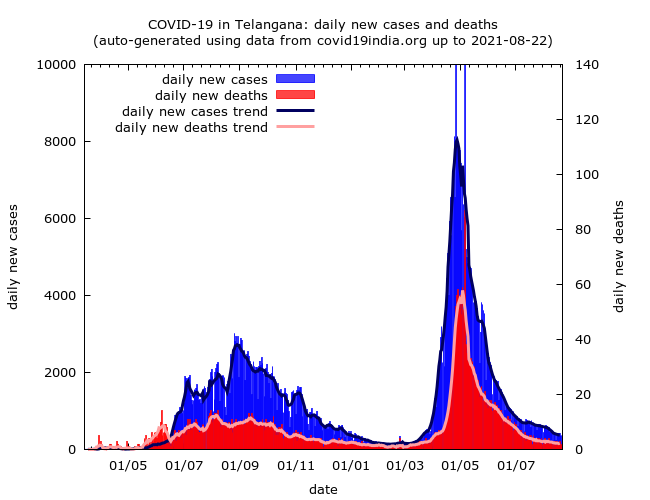 COVID-19 in Telangana: daily new cases and deaths
(auto-generated using data from covid19india.org up to 2021-08-22)
daily new cases
daily new deaths
daily new cases trend
daily new deaths trend
10000
8000
6000
4000
2000
0
daily new cases
140
120
100
80
60
40
20
0
daily new deaths
01/05 01/07 01/09 01/11 01/01 01/03 01/05 01/07
date